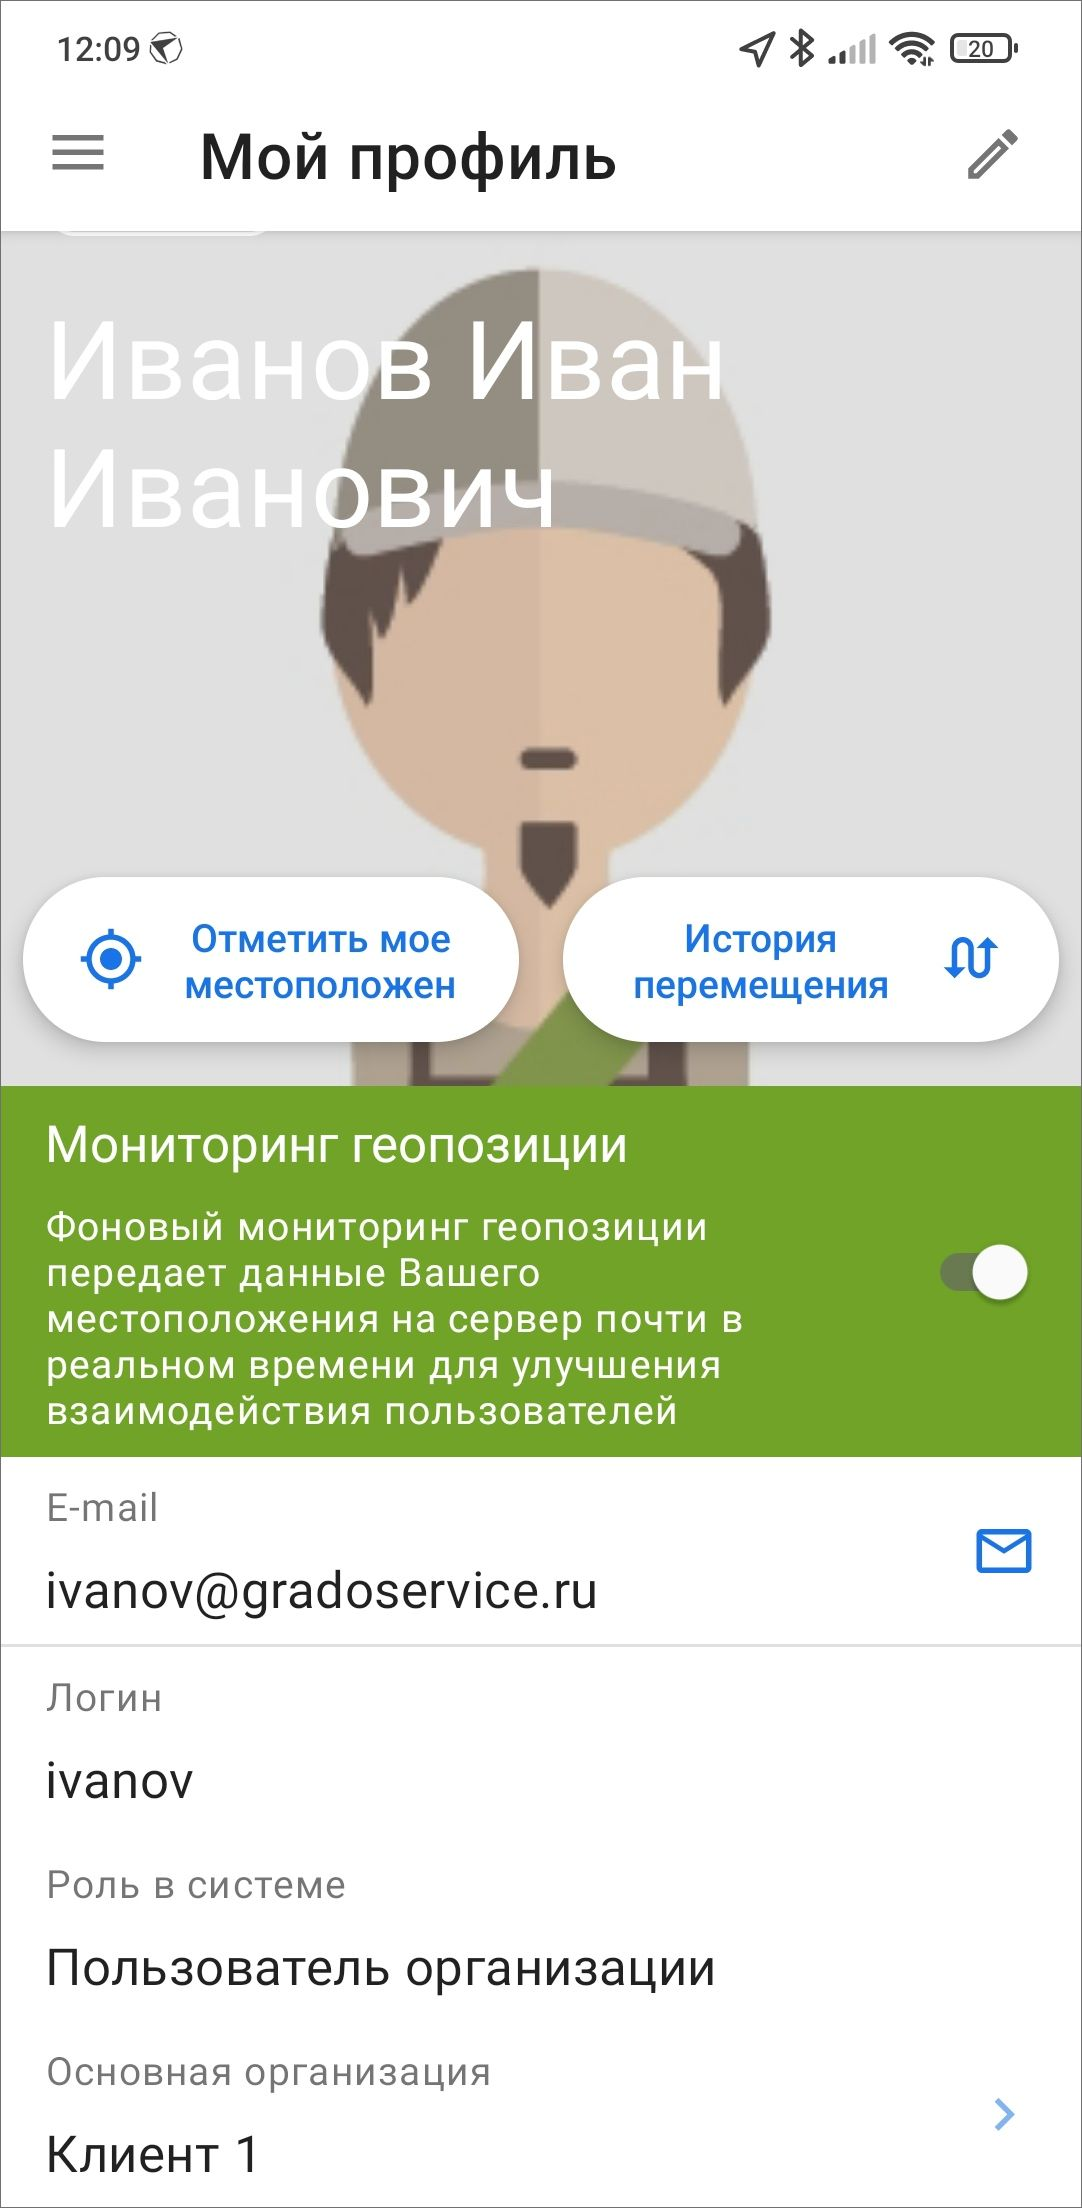 12:09
20
Мой профиль
Иванов Иван
Иванович
Отметить мое
местоположен
История
перемещения
Мониторинг геопозиции
Фоновый мониторинг геопозиции
передает данные Вашего
местоположения на сервер почти в
реальном времени для улучшения
взаимодействия пользователей
E-mail
ivanov@gradoservice.ru
Логин
ivanov
Роль в системе
Пользователь организации
Основная организация
Клиент 1